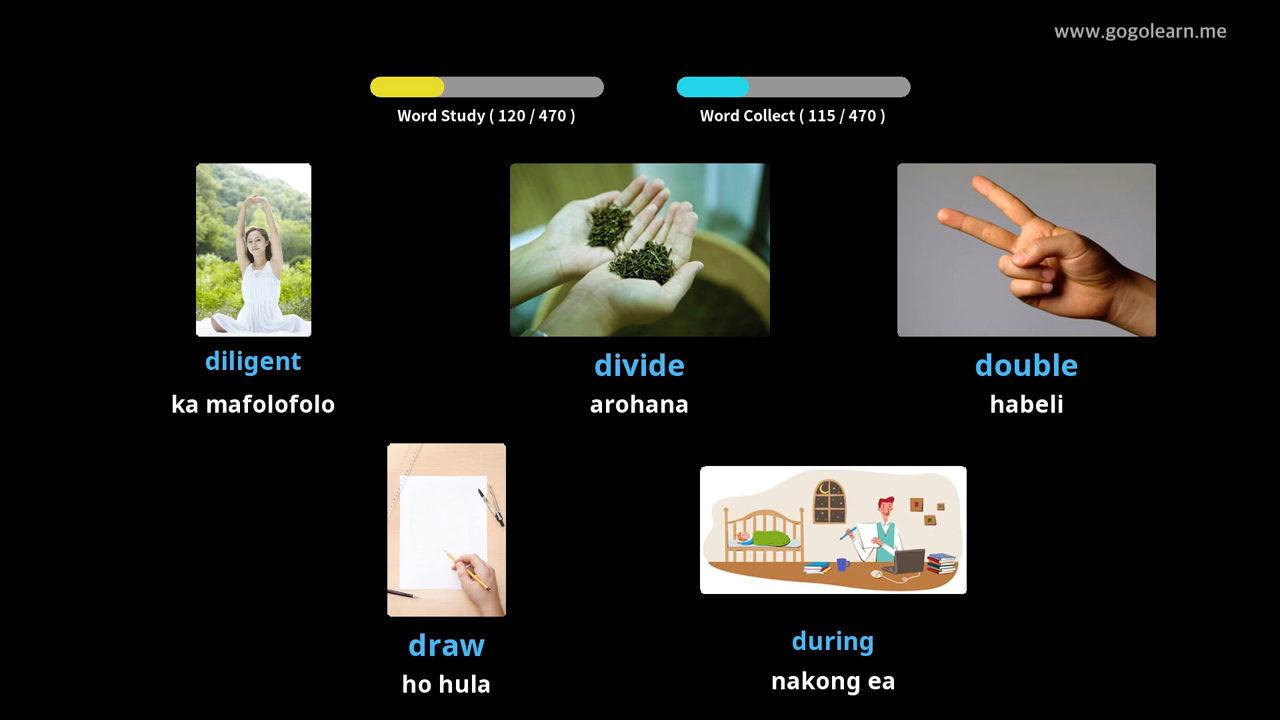 www.gogolearn.me
Word Study ( 120 / 470 )
Word Collect ( 115 / 470 )
diligent
ka mafolofolo
divide
arohana
double
habeli
draw
ho hula
during
nakong ea